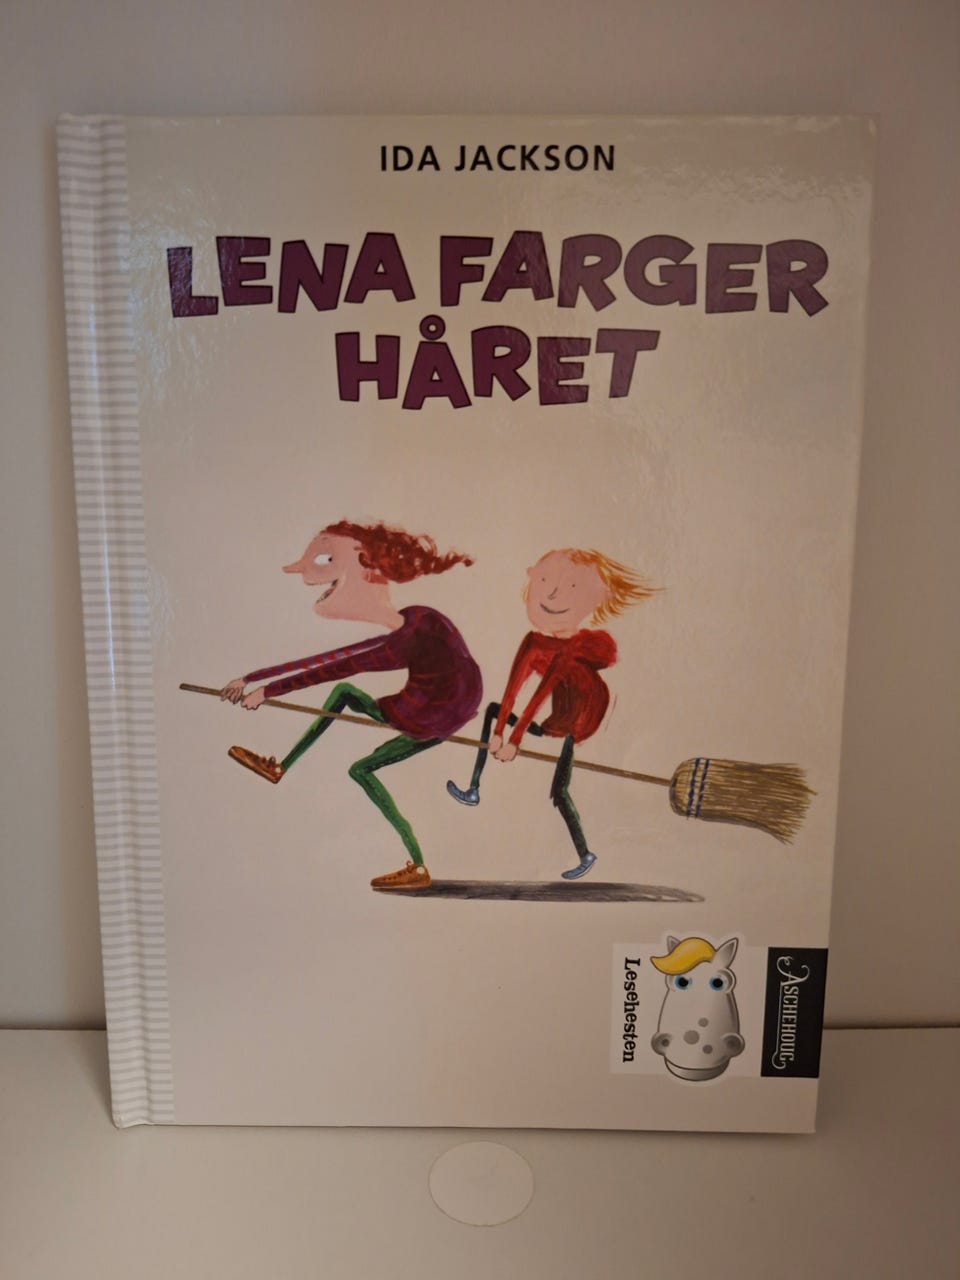 IDA JACKSON
LENA FARGER
HÅRET
Lesehesten
ASCHEHOUG